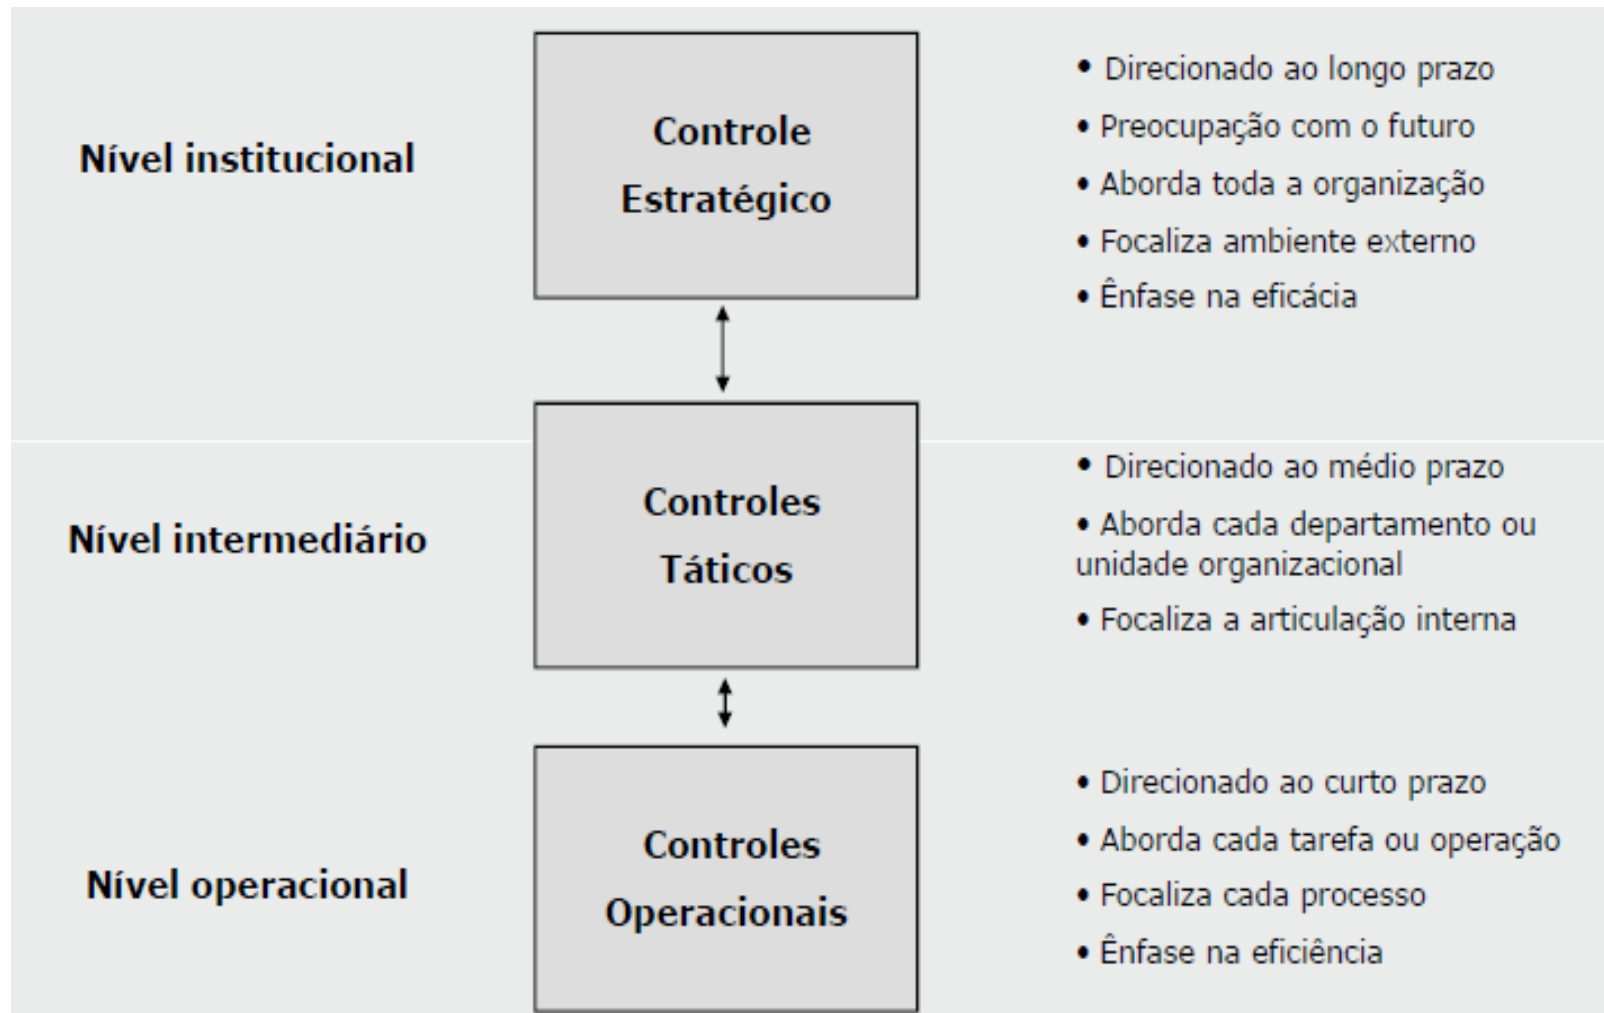 Nível institucional
Controle
Estratégico
• Direcionado ao longo prazo
• Preocupação com o futuro
• Aborda toda a organização
• Focaliza ambiente externo
• Ênfase na eficácia
Nível intermediário
Controles
Táticos
• Direcionado ao médio prazo
• Aborda cada departamento ou
unidade organizacional
• Focaliza a articulação interna
Nível operacional
Controles
Operacionais
• Direcionado ao curto prazo
• Aborda cada tarefa ou operação
• Focaliza cada processo
• Ênfase na eficiência